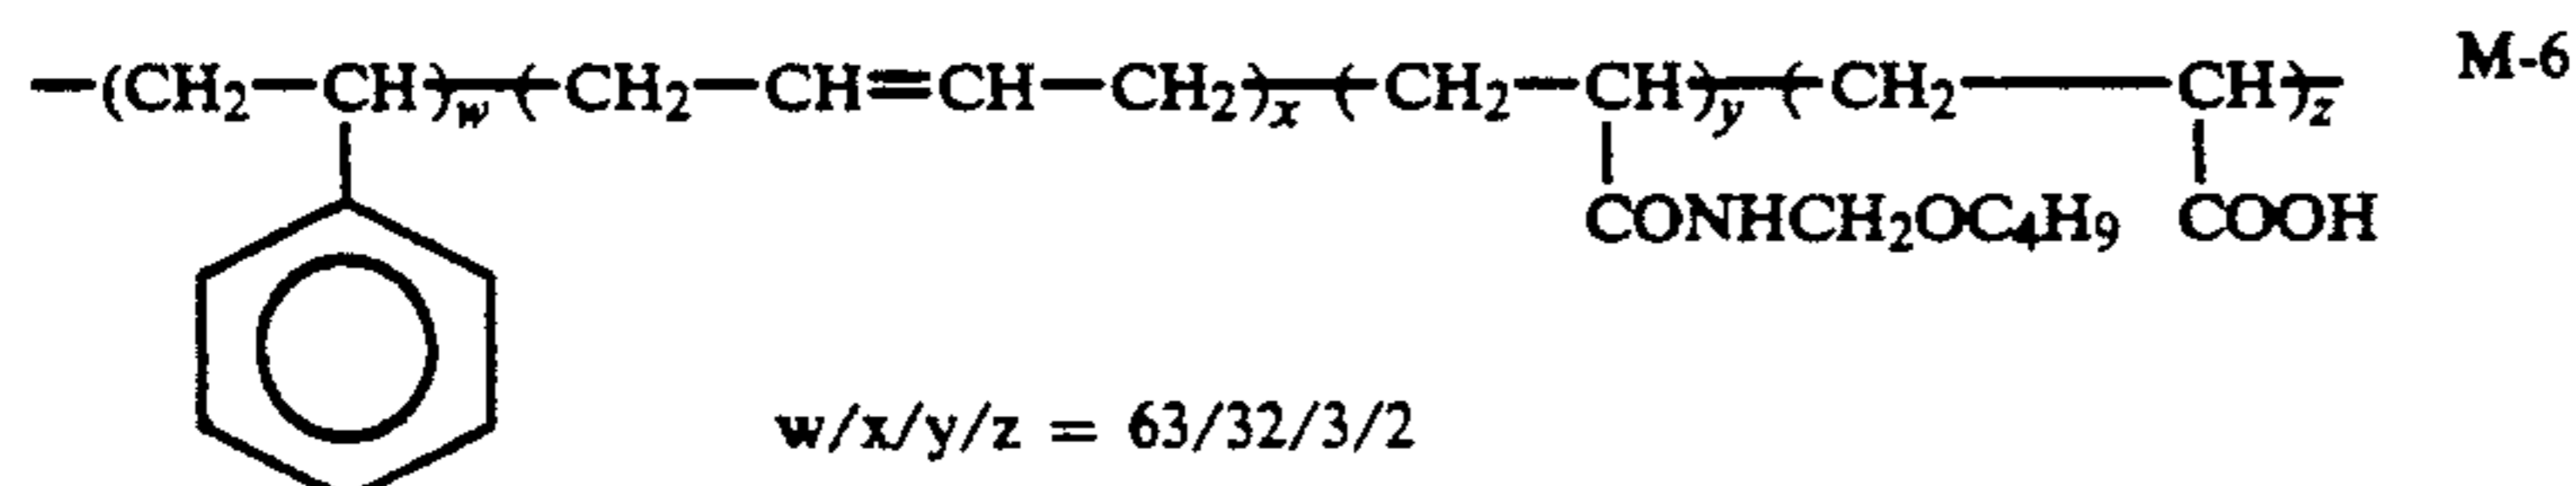 —(CH₂—CH)w—(CH₂—CH=CH—CH₂)x—(CH₂—CH)y—(CH₂—CH)z— M-6
CONHCH₂OC₄H₉ COOH
w/x/y/z = 63/32/3/2